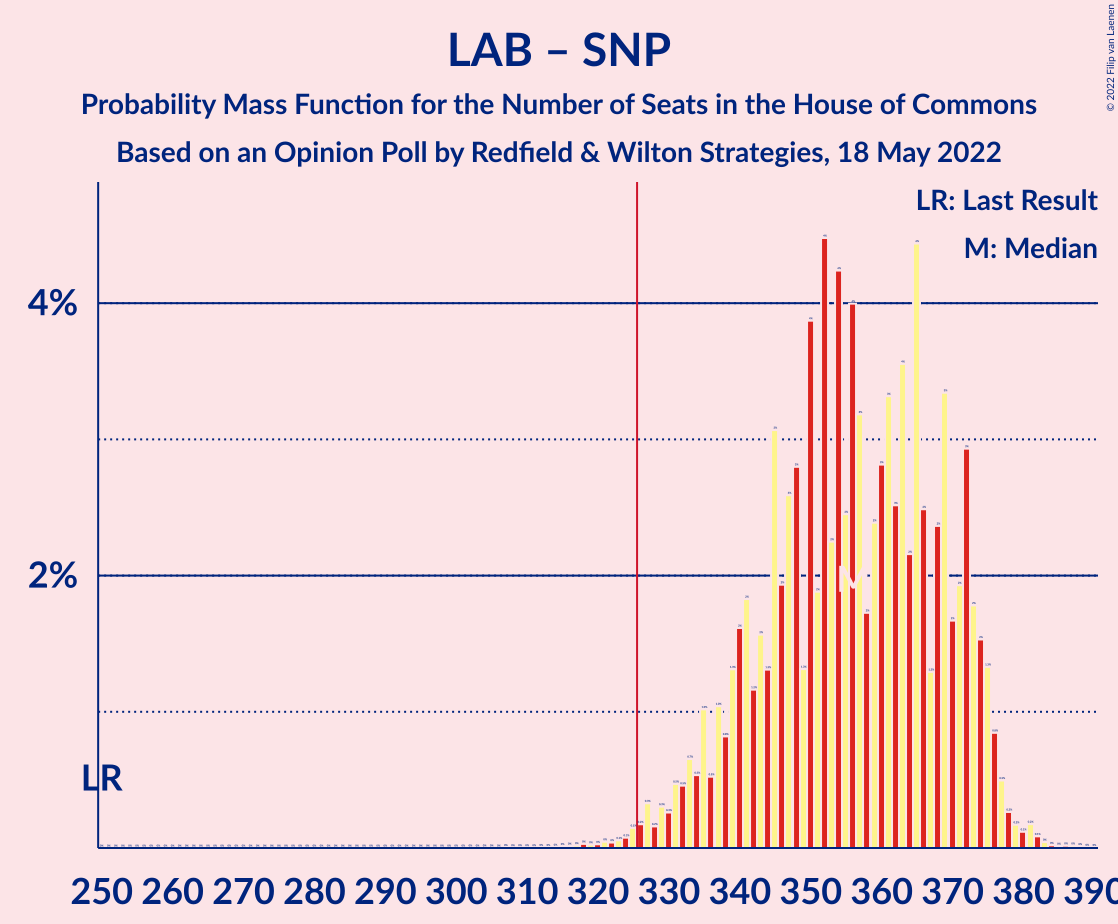 LAB – SNP
Probability Mass Function for the Number of Seats in the House of Commons
Based on an Opinion Poll by Redfield & Wilton Strategies, 18 May 2022
© 2022 Filip van Laenen
LR: Last Result
M: Median
4%
2%
M
LR
250 260 270 280 290 300 310 320 330 340 350 360 370 380 390